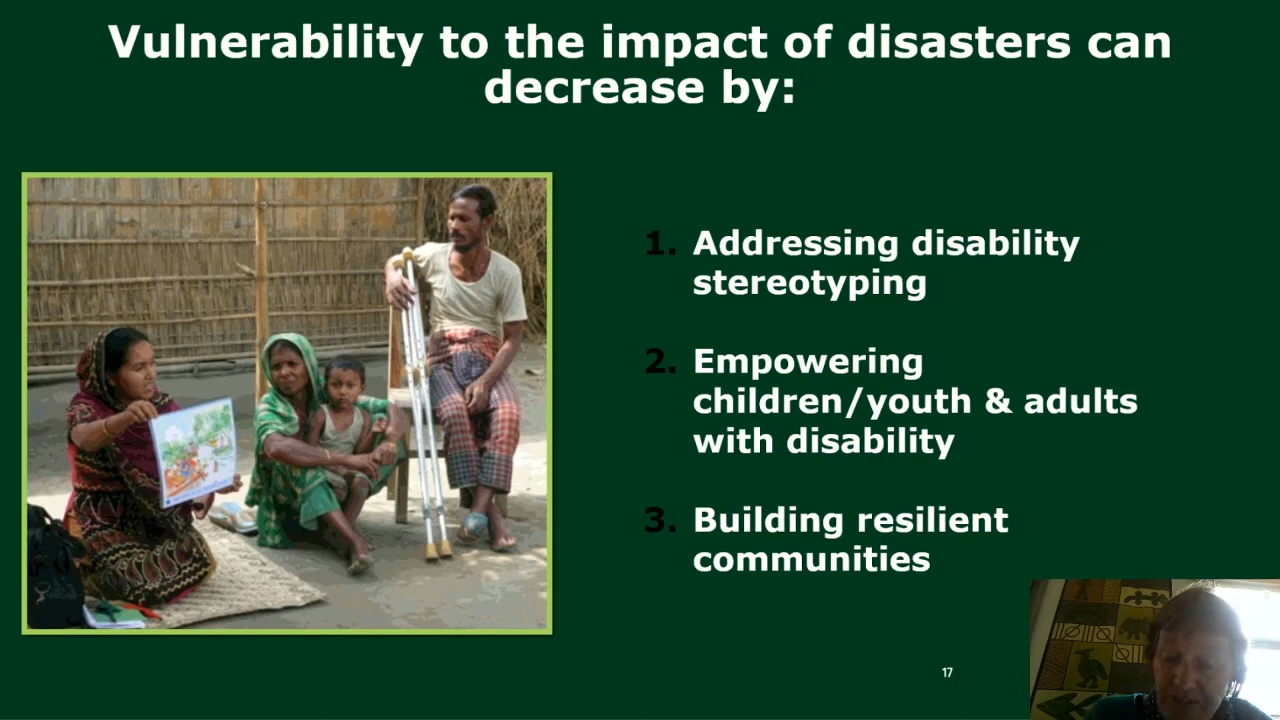 Vulnerability to the impact of disasters can
decrease by:
1. Addressing disability
stereotyping
2. Empowering
children/youth & adults
with disability
3. Building resilient
communities
17